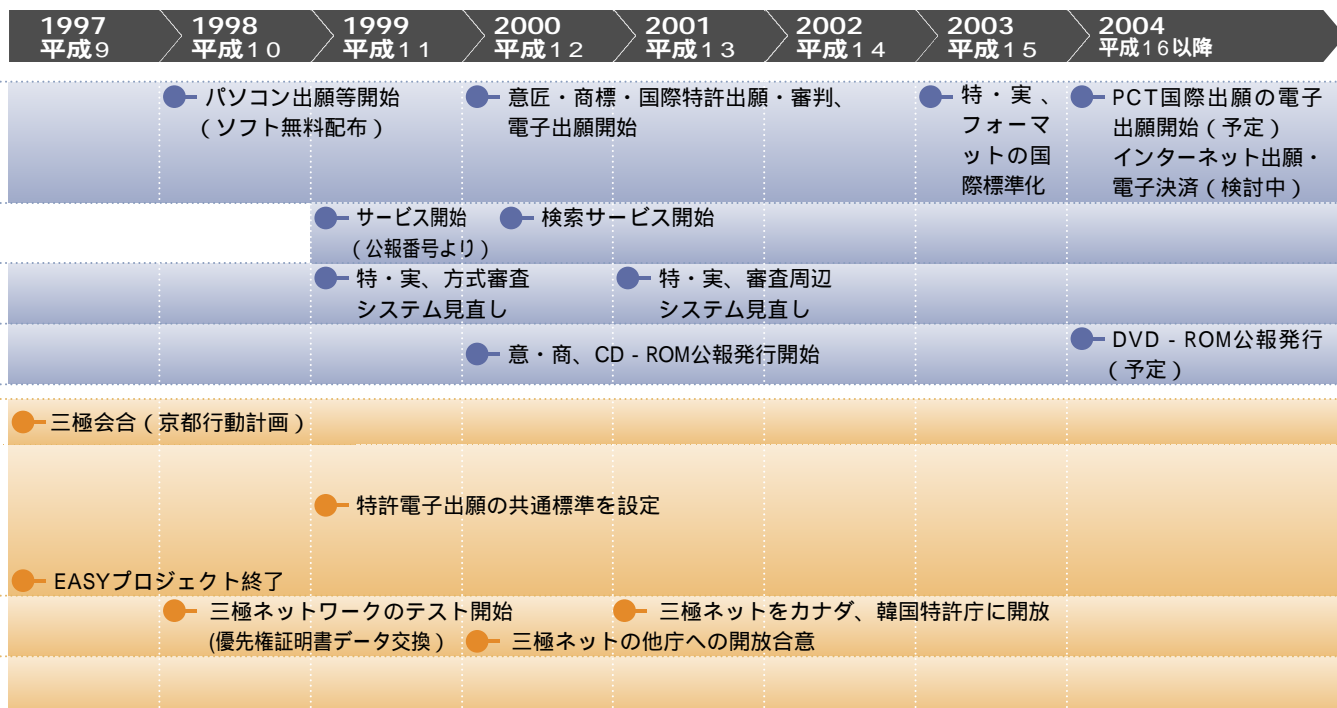 1997
平成9
1998
平成10
1999
平成11
2000
平成12
2001
平成13
2002
平成14
2003
平成15
2004
平成16以降
パソコン出願等開始
(ソフト無料配布)
意匠・商標・国際特許出願・審判、
電子出願開始
特・実、
フォーマ
ットの国
際標準化
PCT国際出願の電子
出願開始(予定)
インターネット出願・
電子決済(検討中)
サービス開始
(公報番号より)
検索サービス開始
特・実、方式審査
システム見直し
特・実、審査周辺
システム見直し
意・商、CD-ROM公報発行開始
DVD-ROM公報発行
(予定)
三極会合(京都行動計画)
特許電子出願の共通標準を設定
EASYプロジェクト終了
三極ネットワークのテスト開始
(優先権証明書データ交換)
三極ネットをカナダ、韓国特許庁に開放
三極ネットの他庁への開放合意